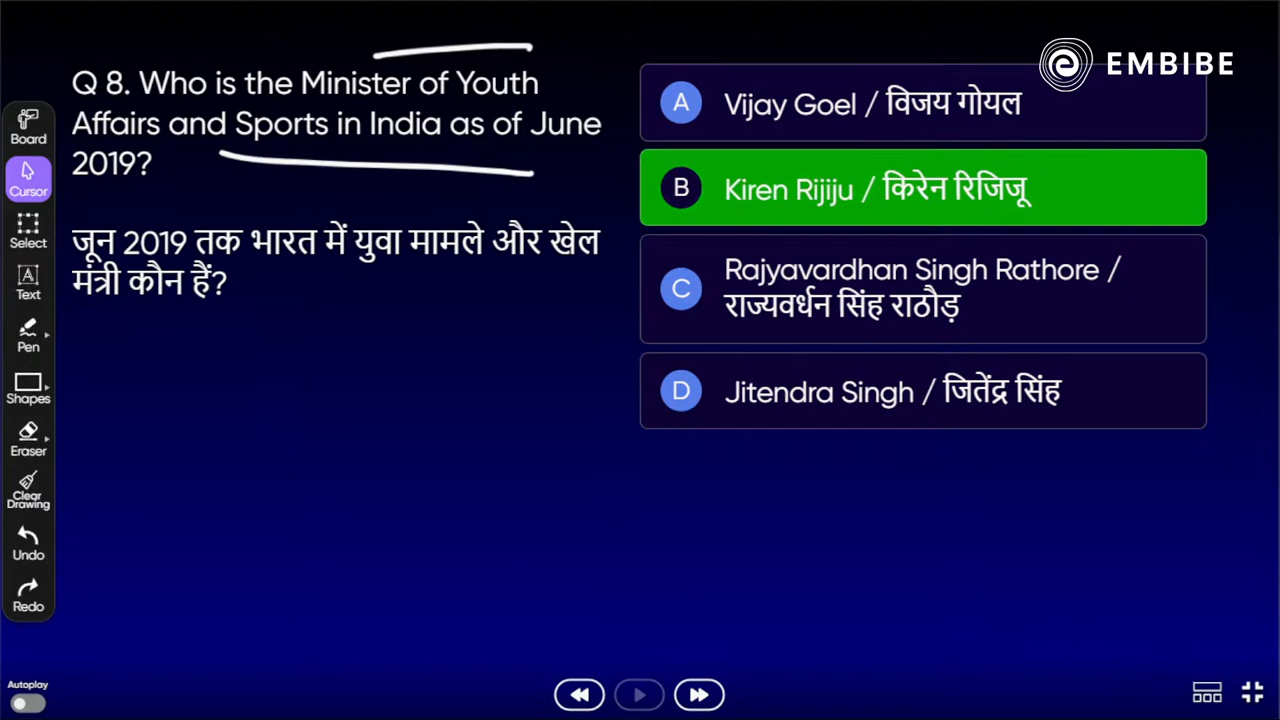 EMBIBE
Q 8. Who is the Minister of Youth
Affairs and Sports in India as of June
2019?
जून 2019 तक भारत में युवा मामले और खेल
मंत्री कौन हैं?
A Vijay Goel / विजय गोयल
B Kiren Rijiju / किरेन रिजिजू
C Rajyavardhan Singh Rathore /
राज्यवर्धन सिंह राठौड़
D Jitendra Singh / जितेंद्र सिंह
Board
Cursor
Select
A
Text
Pen
Shapes
Eraser
Clear
Drawing
Undo
Redo
Autoplay